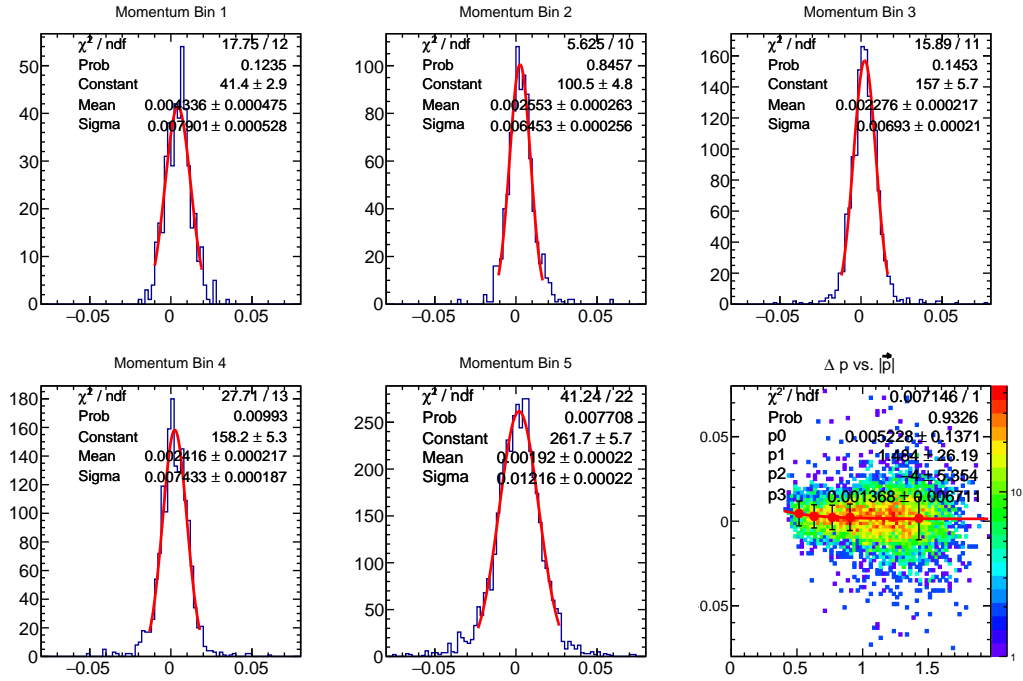 Momentum Bin 1
χ² / ndf 17.75 / 12
Prob 0.1235
Constant 41.4 ± 2.9
Mean 0.004336 ± 0.000475
Sigma 0.007901 ± 0.000528
50
40
30
20
10
0
−0.05 0 0.05
Momentum Bin 2
χ² / ndf 5.625 / 10
Prob 0.8457
Constant 100.5 ± 4.8
Mean 0.002553 ± 0.000263
Sigma 0.006453 ± 0.000256
100
80
60
40
20
0
−0.05 0 0.05
Momentum Bin 3
χ² / ndf 15.89 / 11
Prob 0.1453
Constant 157 ± 5.7
Mean 0.002276 ± 0.000217
Sigma 0.00693 ± 0.00021
160
140
120
100
80
60
40
20
0
−0.05 0 0.05
Momentum Bin 4
χ² / ndf 27.71 / 13
Prob 0.00993
Constant 158.2 ± 5.3
Mean 0.002416 ± 0.000217
Sigma 0.007433 ± 0.000187
180
160
140
120
100
80
60
40
20
0
−0.05 0 0.05
Momentum Bin 5
χ² / ndf 41.24 / 22
Prob 0.007708
Constant 261.7 ± 5.7
Mean 0.00192 ± 0.00022
Sigma 0.01216 ± 0.00022
250
200
150
100
50
0
−0.05 0 0.05
Δ p vs. |p⃗|
χ² / ndf 0.007146 / 1
Prob 0.9326
p0 0.005228 ± 0.1371
p1 1.484 ± 26.19
p2 −4 ± 5.354
p3 0.001368 ± 0.006711
0.05
0
0.05
0 0.5 1 1.5
10
1